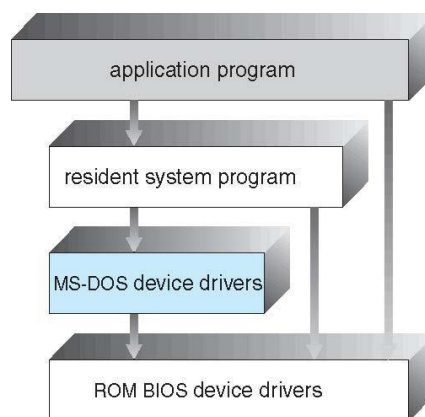 application program
resident system program
MS-DOS device drivers
ROM BIOS device drivers